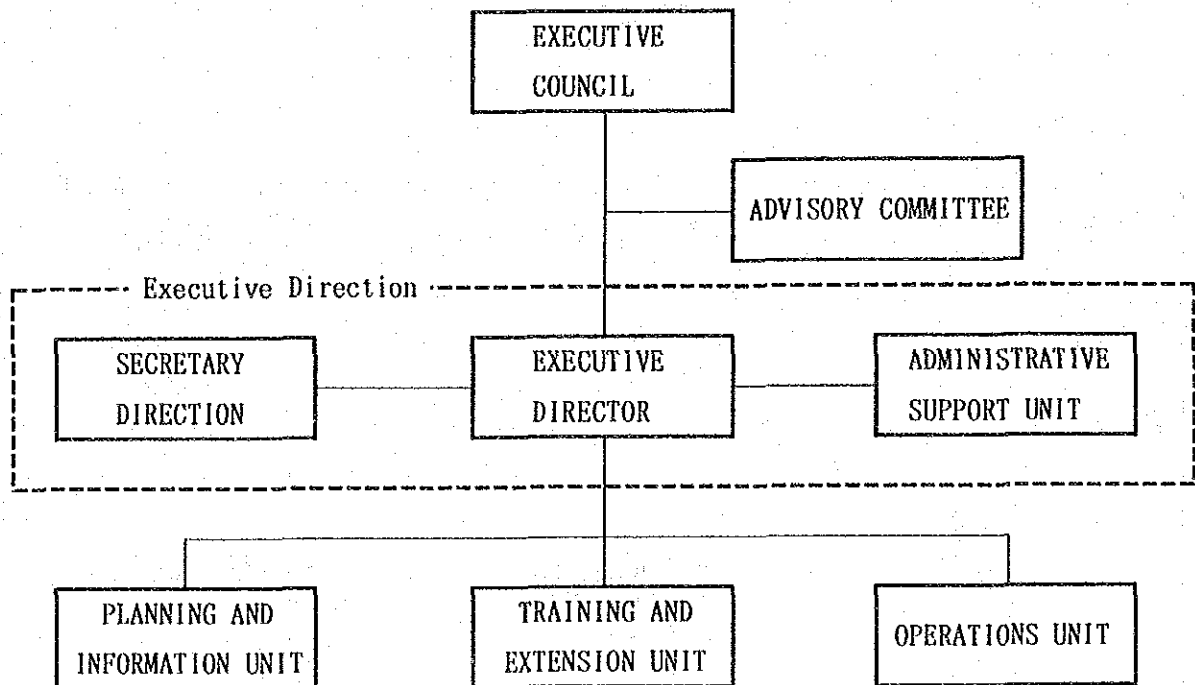 EXECUTIVE
COUNCIL
ADVISORY COMMITTEE
Executive Direction
SECRETARY
DIRECTION
EXECUTIVE
DIRECTOR
ADMINISTRATIVE
SUPPORT UNIT
PLANNING AND
INFORMATION UNIT
TRAINING AND
EXTENSION UNIT
OPERATIONS UNIT